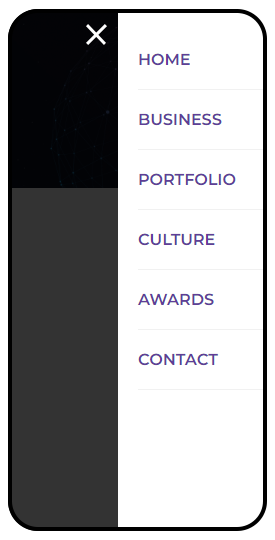 HOME
BUSINESS
PORTFOLIO
CULTURE
AWARDS
CONTACT